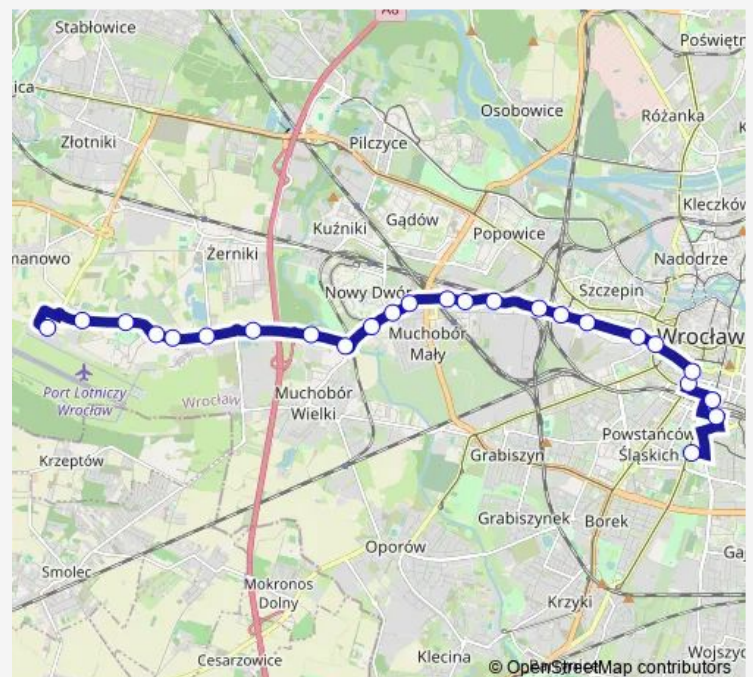 A8
Stabłowice
Poświętn
ica
Osobowice
Różanka
Złotniki
Pilczyce
Kleczków
Kuźniki
Gądów
Popowice
manowo
Żerniki
Nadodrze
Nowy Dwór
Szczepin
Muchobór
Mały
Wrocław
Port Lotniczy
Wrocław
Wrocław
Muchobór
Wielki
Powstańców
Śląskich
Krzeptów
Grabiszyn
Grabiszynek
Borek
Gaj
Oporów
Smolec
Mokronos
Dolny
Krzyki
Cesarzowice
Klecina
Wojszyc
© OpenStreetMap contributors